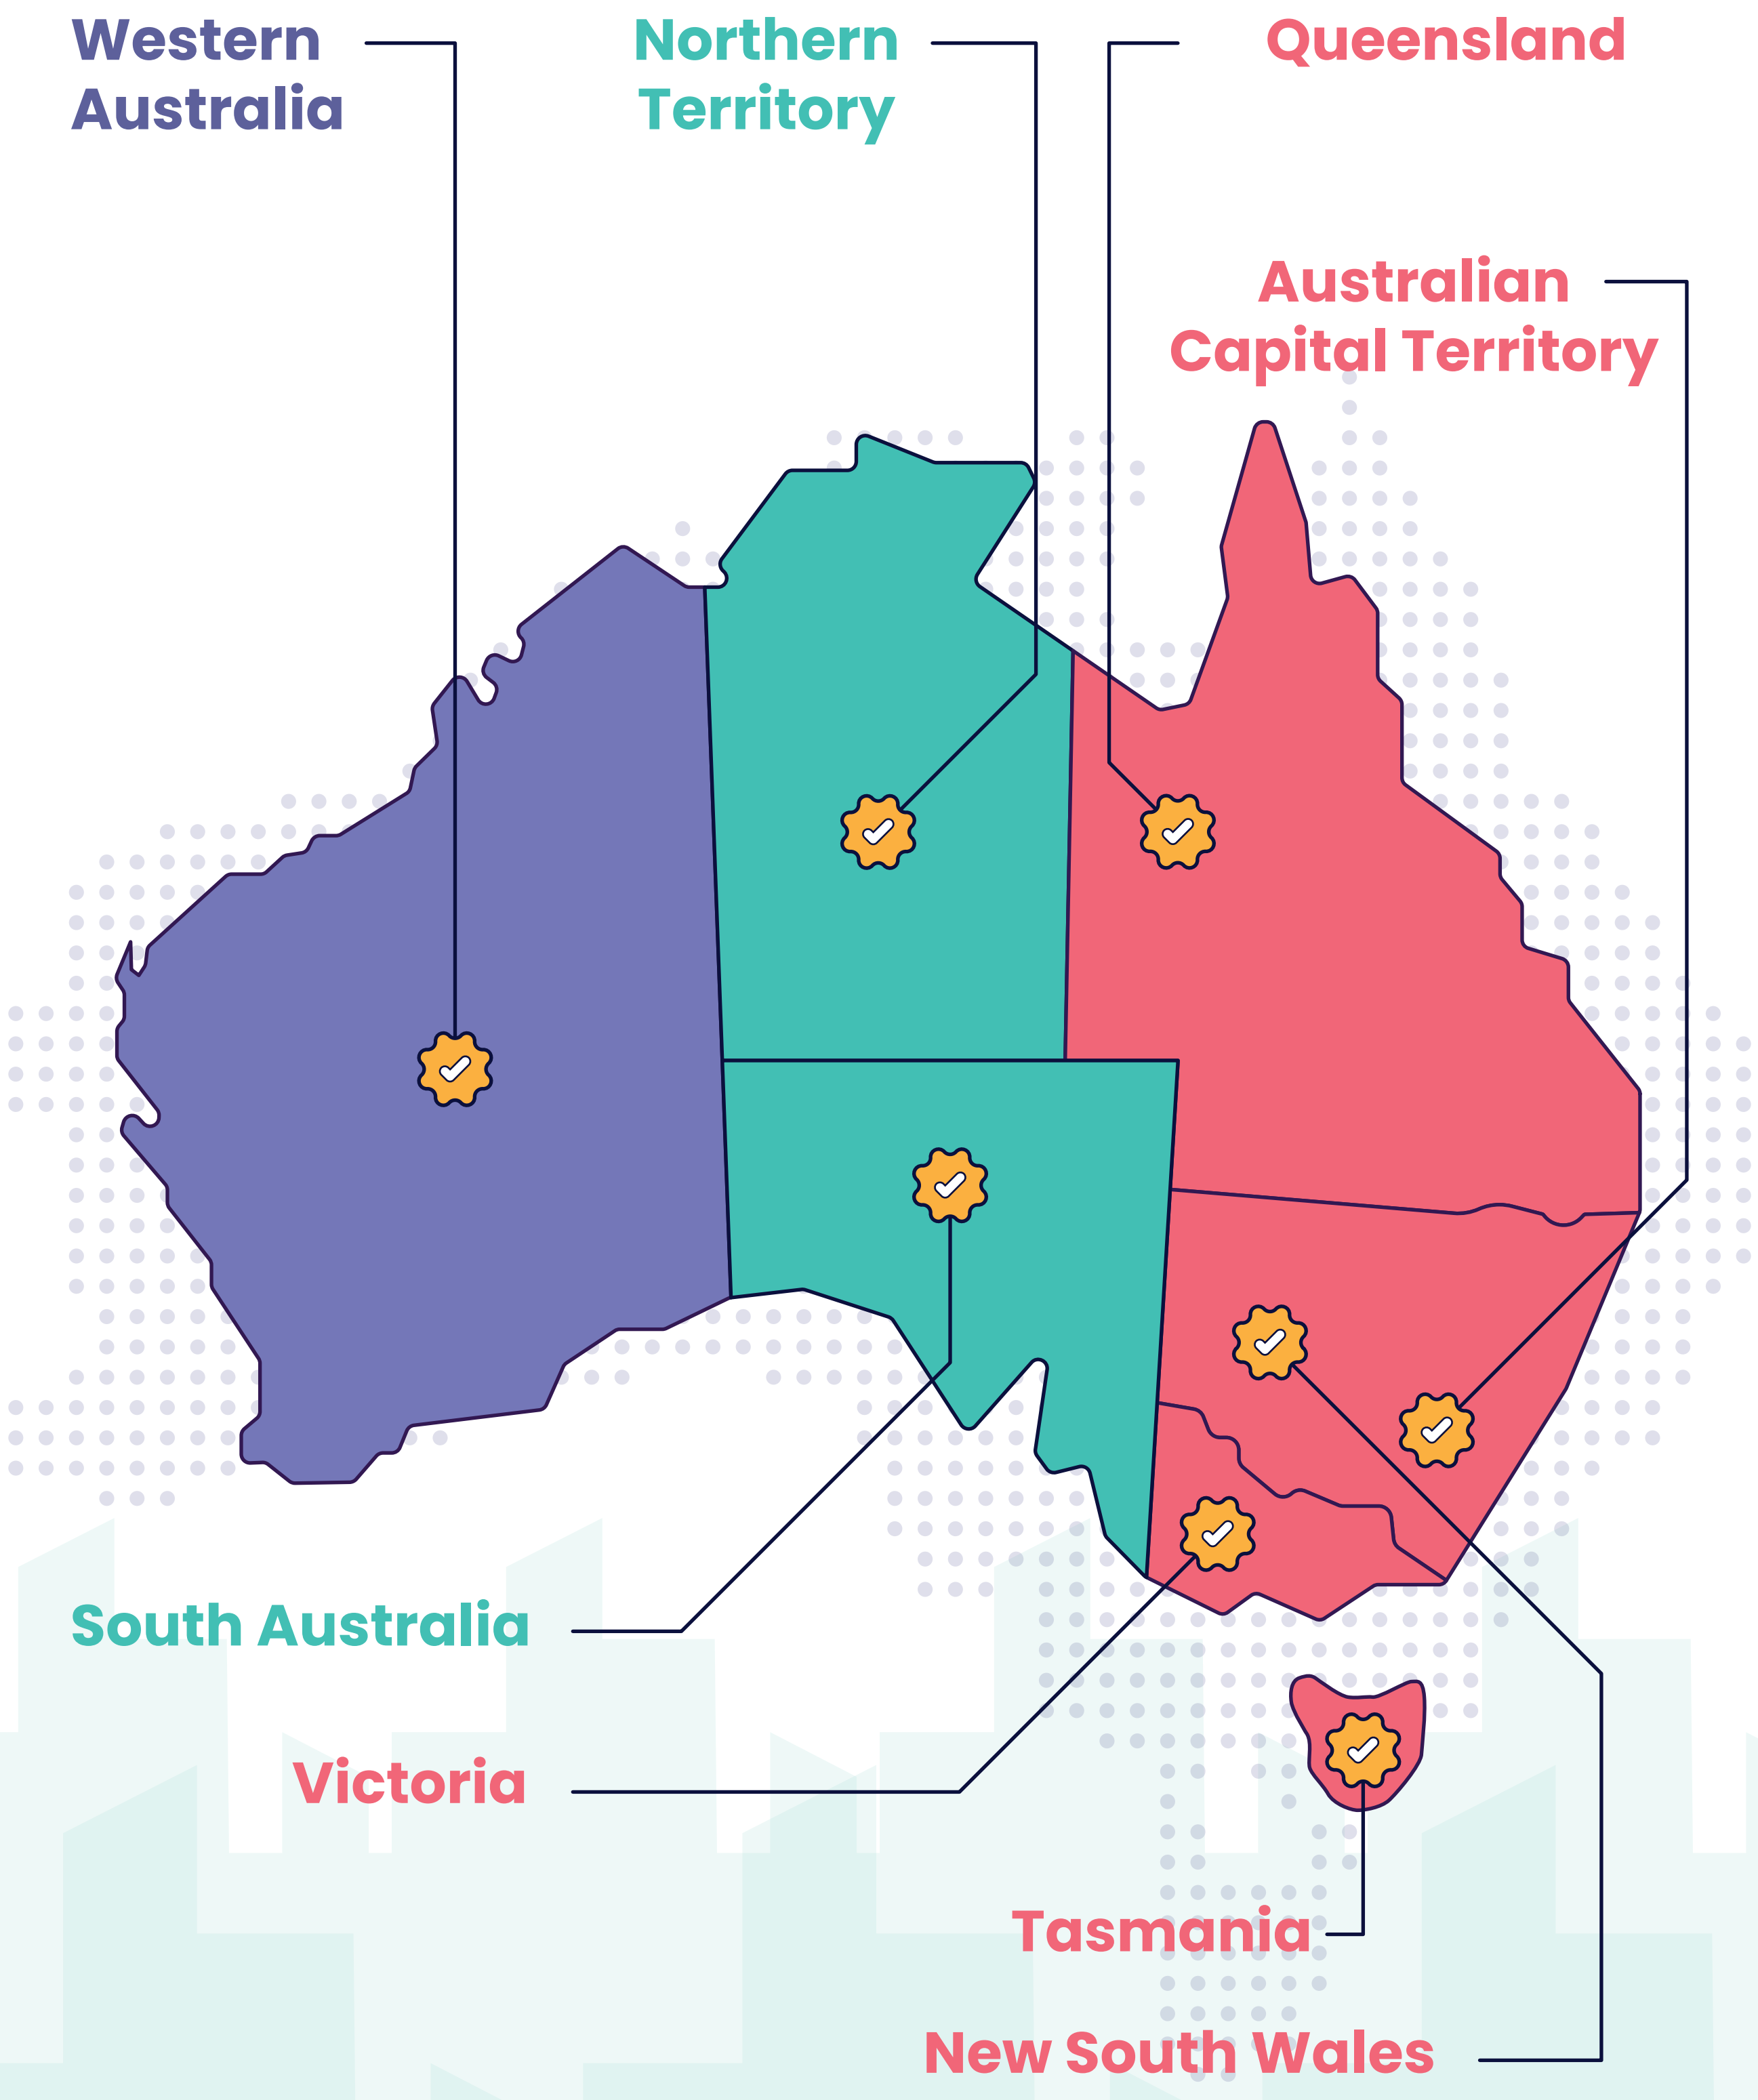 Western
Australia
Northern
Territory
Queensland
Australian
Capital Territory
South Australia
Victoria
Tasmania
New South Wales